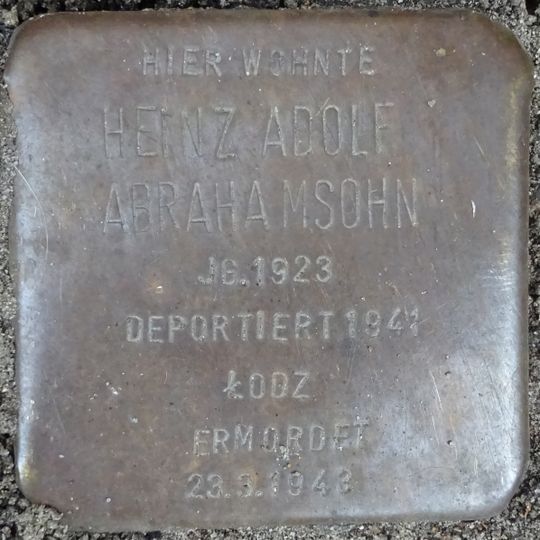 HIER WOHNTE
HEINZ ADOLF
ABRAHAMSOHN
JG. 1923
DEPORTIERT 1941
ŁODZ
ERMORDET
23.3.1943